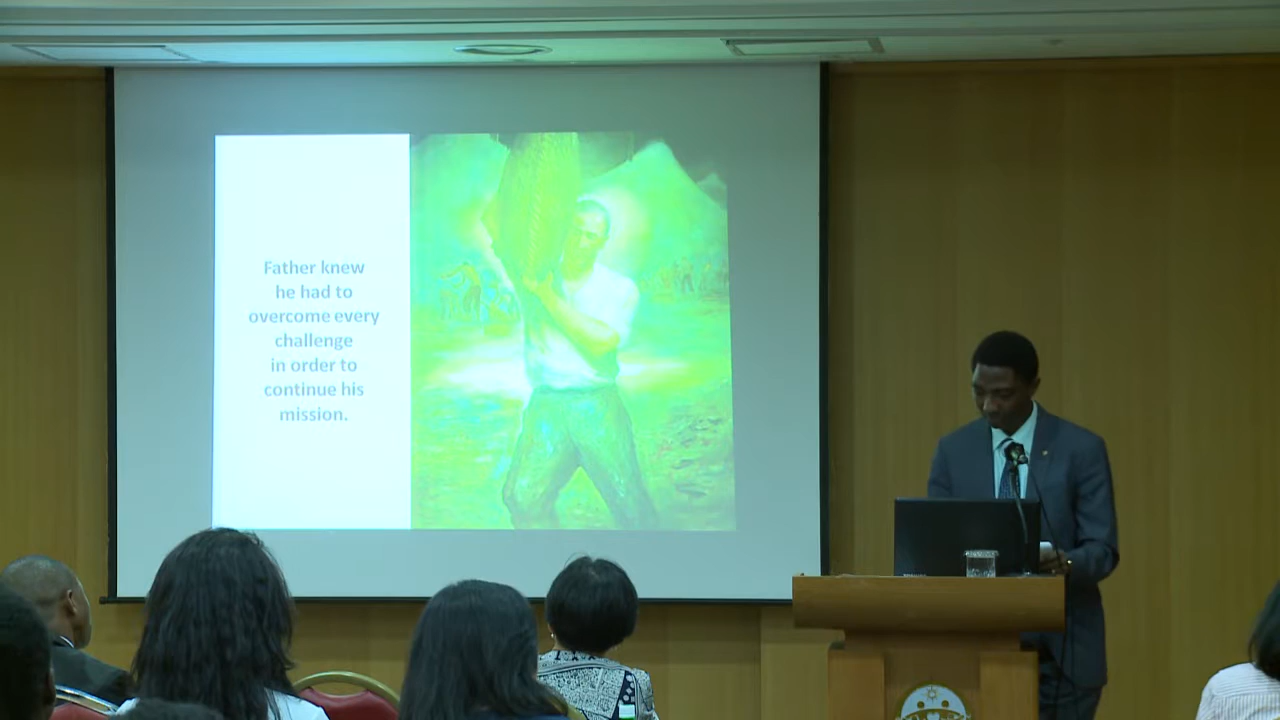 Father knew
he had to
overcome every
challenge
in order to
continue his
mission.